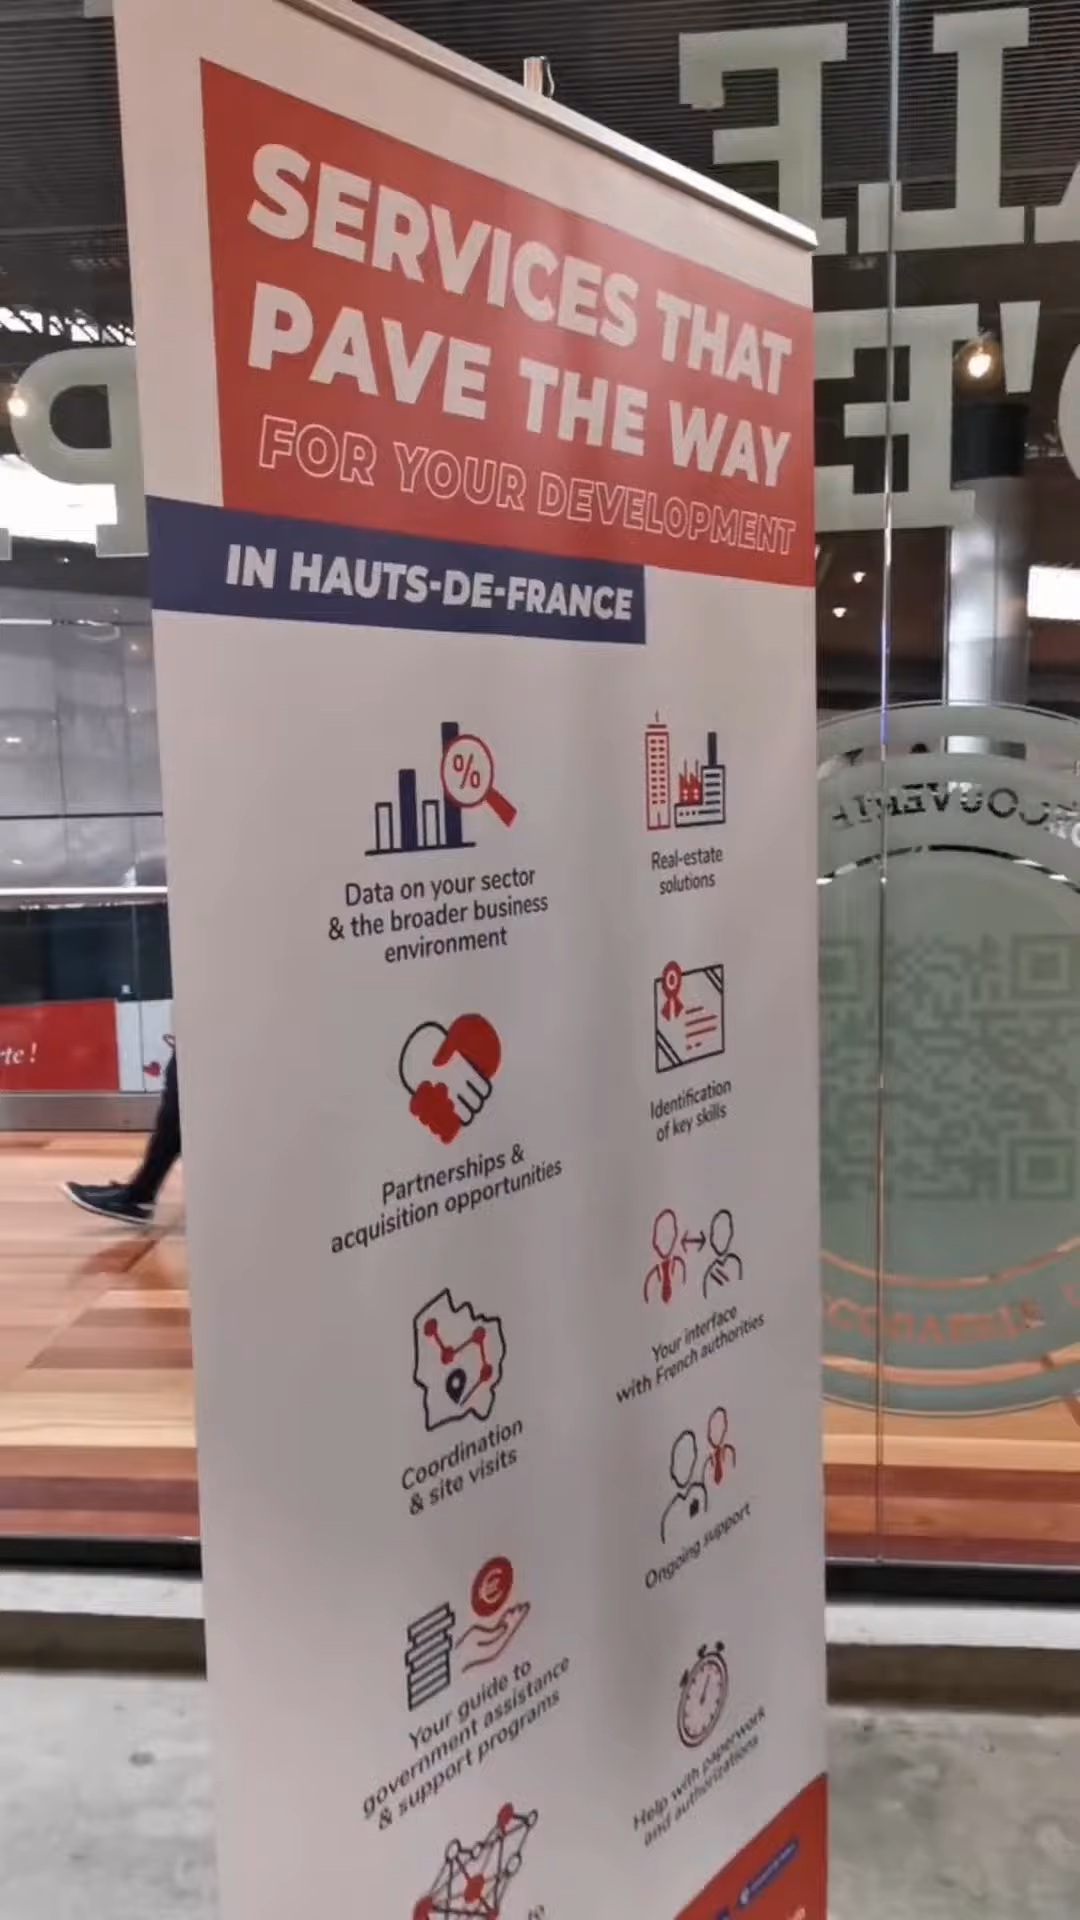 SERVICES THAT
PAVE THE WAY
FOR YOUR DEVELOPMENT
IN HAUTS-DE-FRANCE
%
Data on your sector
& the broader business
environment
Real-estate
solutions
Partnerships &
acquisition opportunities
Identification
of key skills
Coordination
& site visits
Your interface
with French authorities
€
Your guide to
government assistance
& support programs
Ongoing support
Help with paperwork
and authorizations
to